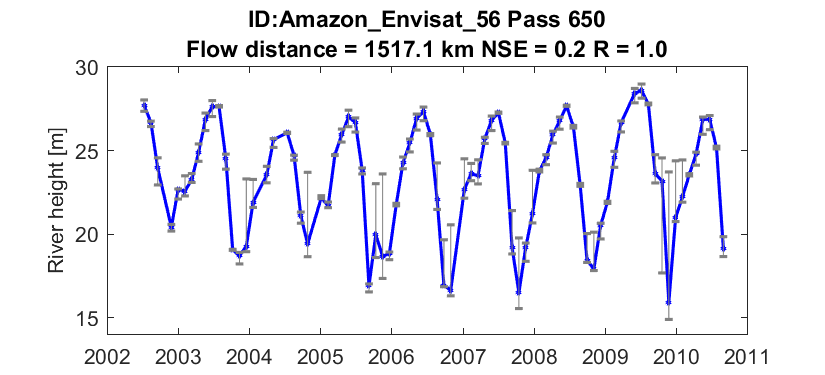 ID:Amazon_Envisat_56 Pass 650
Flow distance = 1517.1 km NSE = 0.2 R = 1.0
River height [m]
30
25
20
15
2002 2003 2004 2005 2006 2007 2008 2009 2010 2011